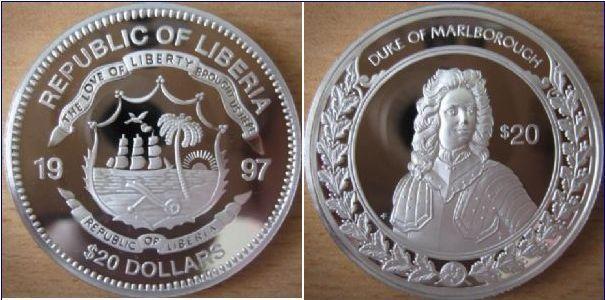 REPUBLIC OF LIBERIA
THE LOVE OF LIBERTY BROUGHT US HERE
19 97
REPUBLIC OF LIBERIA
$20 DOLLARS
DUKE OF MARLBOROUGH
$20